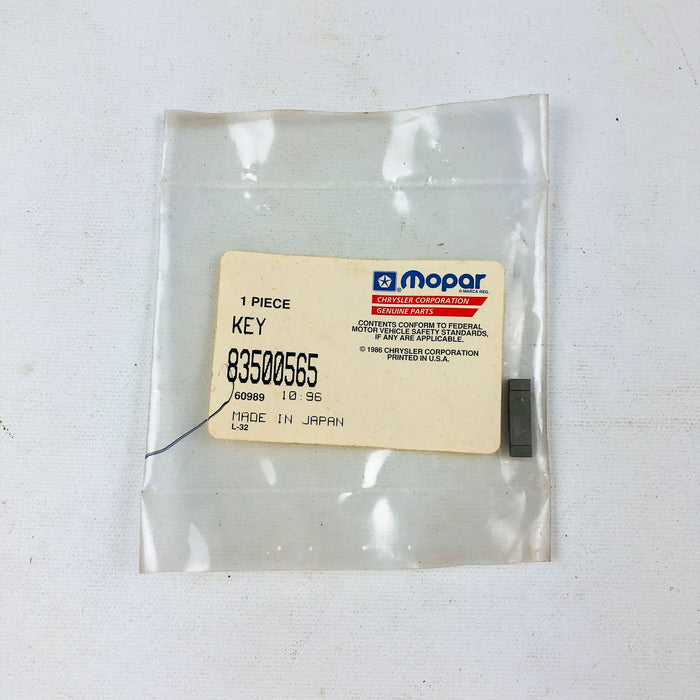 1 PIECE
KEY
83500565
60989 10:96
MADE IN JAPAN
L-32
mopar
® MARCA REG.
CHRYSLER CORPORATION
GENUINE PARTS
CONTENTS CONFORM TO FEDERAL
MOTOR VEHICLE SAFETY STANDARDS,
IF ANY ARE APPLICABLE.
© 1986 CHRYSLER CORPORATION
PRINTED IN U.S.A.